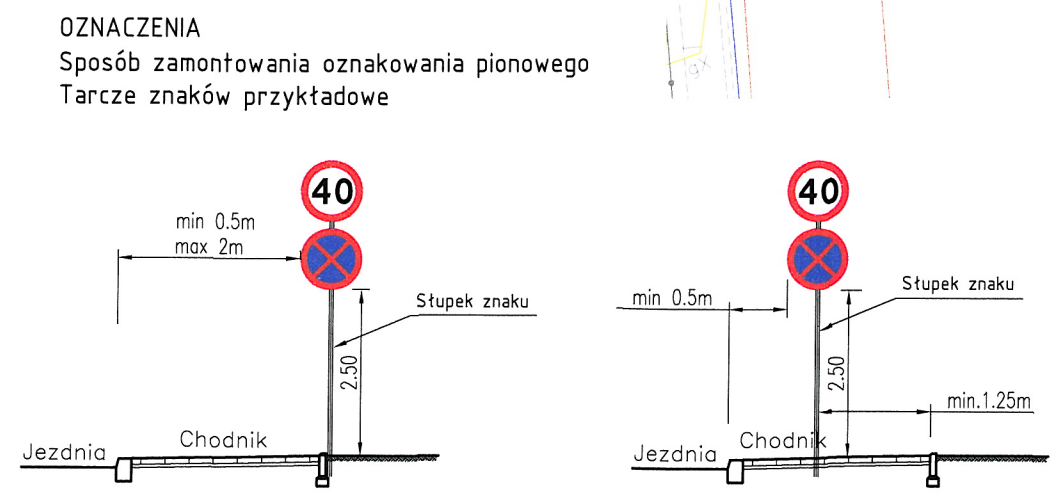 OZNACZENIA
Sposób zamontowania oznakowania pionowego
Tarcze znaków przykładowe
gX
40
min 0.5m
max 2m
Słupek znaku
2.50
Chodnik
Jezdnia
40
Słupek znaku
min 0.5m
2.50
min.1.25m
Chodnik
Jezdnia